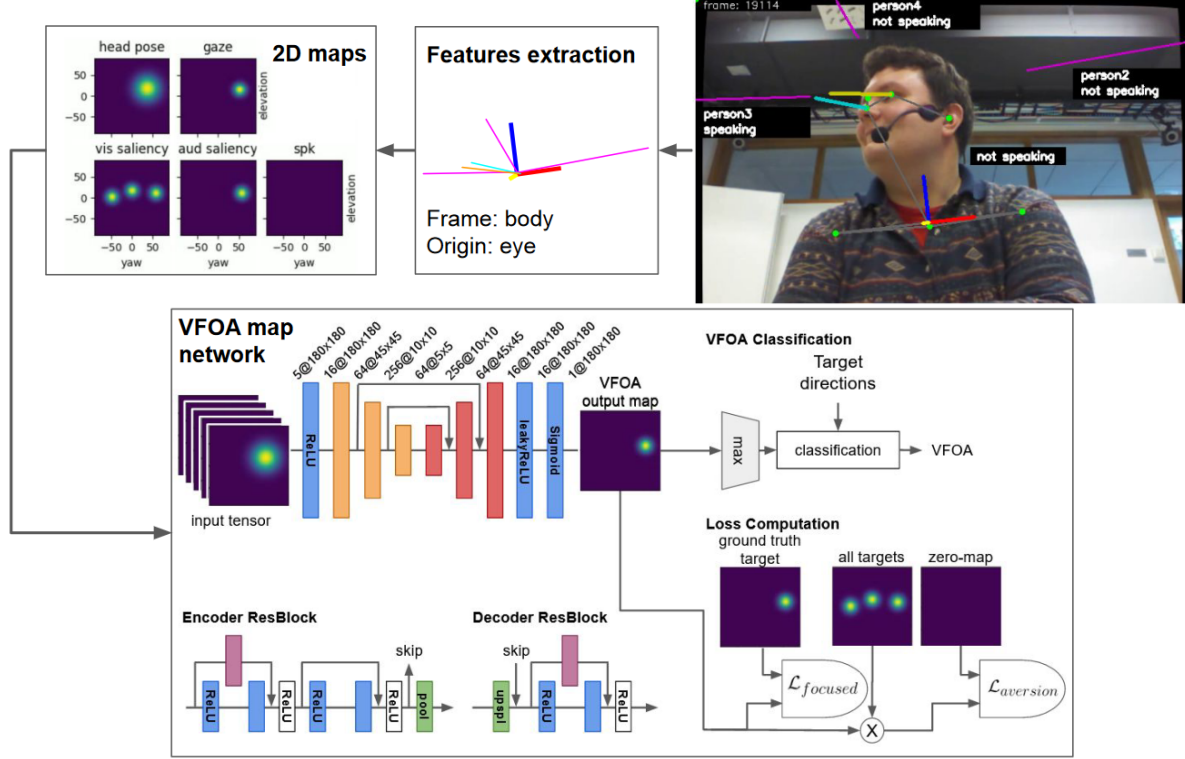 frame: 19114
person4
not speaking
person2
not speaking
person3
speaking
not speaking
Features extraction
Frame: body
Origin: eye
2D maps
head pose
gaze
50
0
−50
elevation
vis saliency
aud saliency
spk
50
0
−50
elevation
−50 0 50
−50 0 50
−50 0 50
yaw
yaw
yaw
VFOA map
network
5@180x180
16@180x180
64@45x45
256@10x10
64@5x5
256@10x10
64@45x45
16@180x180
16@180x180
1@180x180
input tensor
ReLU
leakyReLU
Sigmoid
VFOA
output map
VFOA Classification
Target
directions
max
classification
VFOA
Loss Computation
ground truth
target
all targets
zero-map
ℒfocused
ℒaversion
X
Encoder ResBlock
ReLU
ReLU
ReLU
ReLU
skip
pool
Decoder ResBlock
skip
upspl
ReLU
ReLU